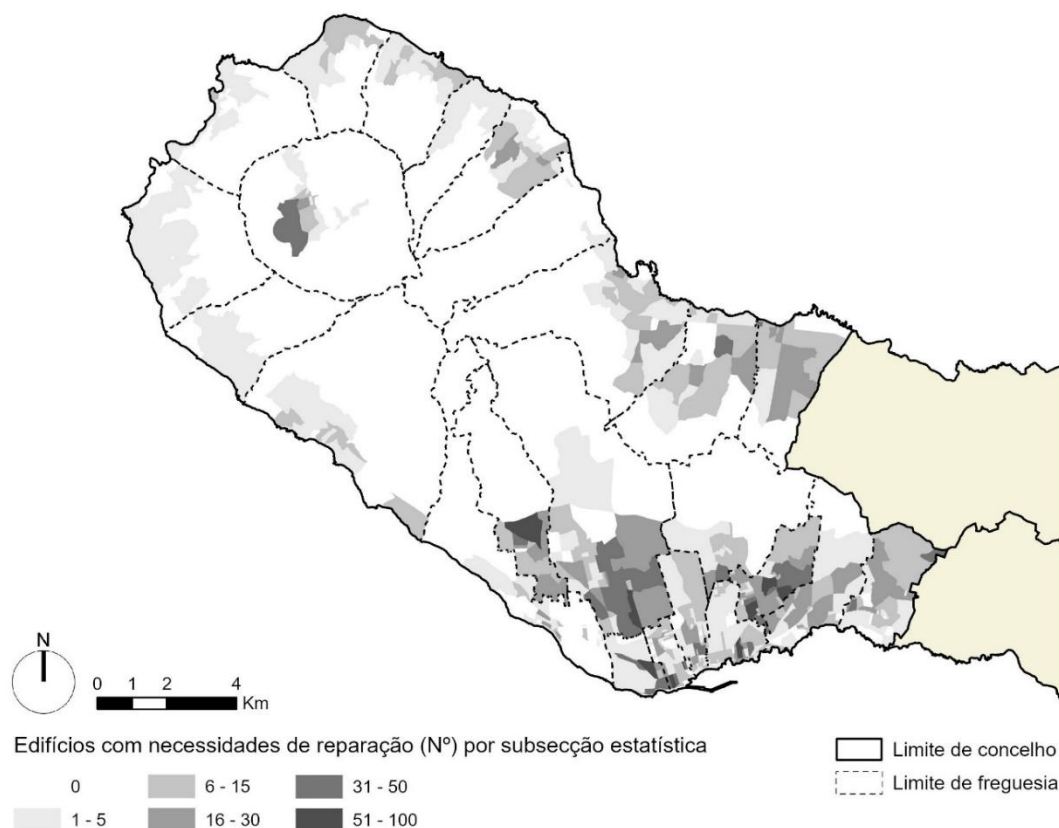 N
0 1 2 4
Km
Edifícios com necessidades de reparação (Nº) por subsecção estatística
0
6 - 15
31 - 50
1 - 5
16 - 30
51 - 100
Limite de concelho
Limite de freguesia